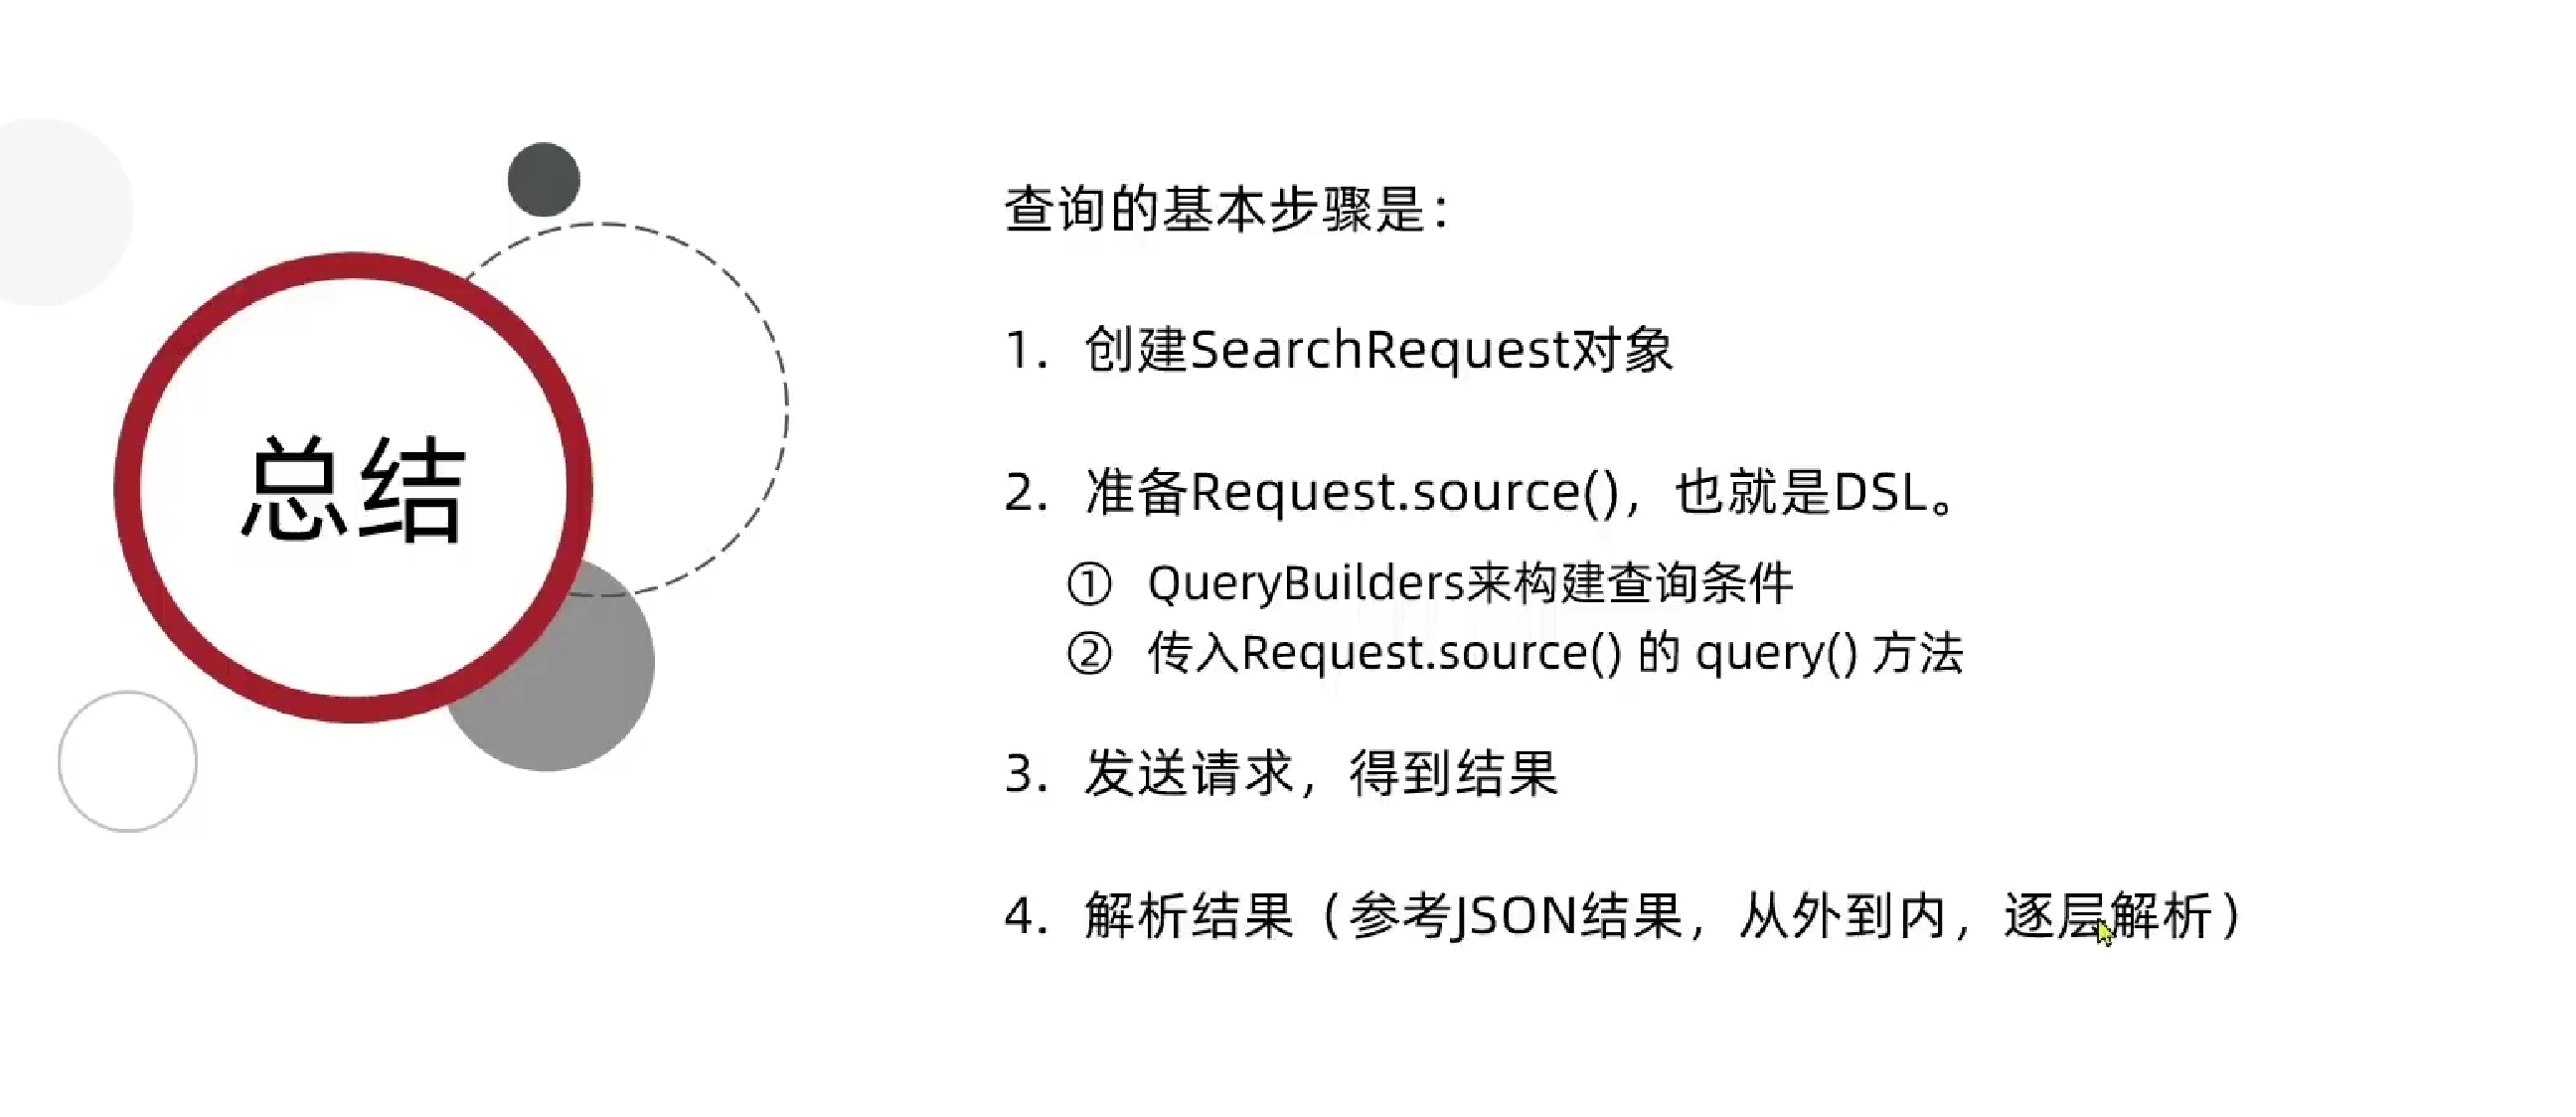 总结
查询的基本步骤是：
1. 创建SearchRequest对象
2. 准备Request.source()，也就是DSL。
① QueryBuilders来构建查询条件
② 传入Request.source() 的 query() 方法
3. 发送请求，得到结果
4. 解析结果（参考JSON结果，从外到内，逐层解析）